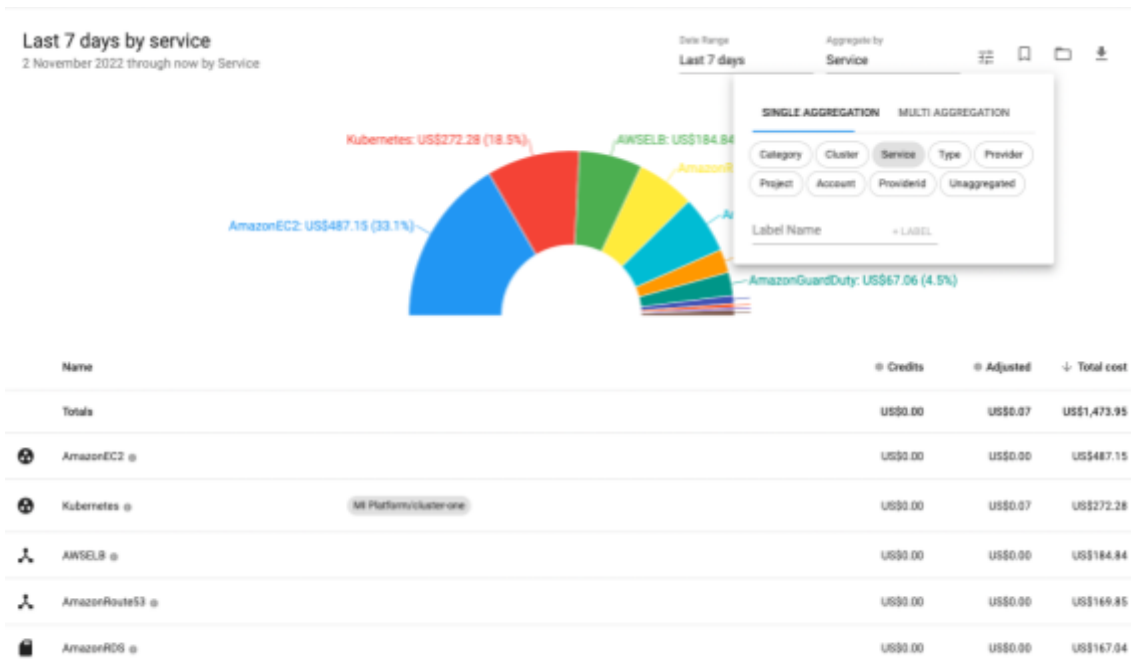 Last 7 days by service
2 November 2022 through now by Service
Date Range
Last 7 days
Aggregate by
Service
SINGLE AGGREGATION
MULTI AGGREGATION
Category
Cluster
Service
Type
Provider
Project
Account
ProviderId
Unaggregated
Label Name
+ LABEL
Kubernetes: US$272.28 (18.5%)
AWSELB: US$184.84
AmazonR
AmazonEC2: US$487.15 (33.1%)
A
AmazonGuardDuty: US$67.06 (4.5%)
Name Credits Adjusted Total cost
Totals US$0.00 US$0.07 US$1,473.95
AmazonEC2 US$0.00 US$0.00 US$487.15
Kubernetes MI Platform/cluster-one US$0.00 US$0.07 US$272.28
AWSELB US$0.00 US$0.00 US$184.84
AmazonRoute53 US$0.00 US$0.00 US$169.85
AmazonRDS US$0.00 US$0.00 US$167.04